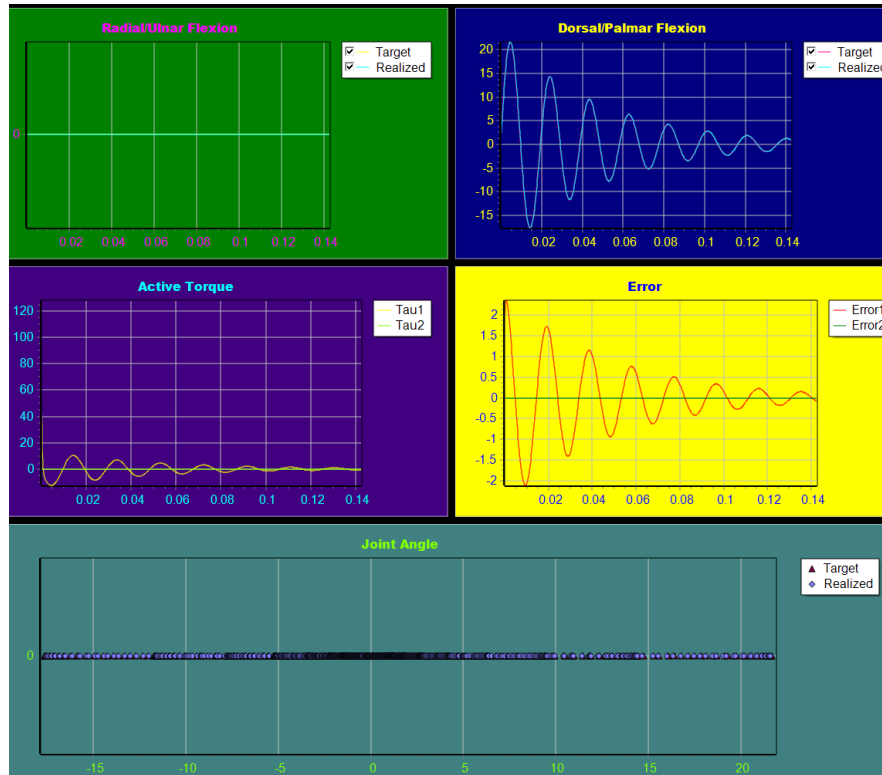 Radial/Ulnar Flexion
Target
Realized
0
0.02 0.04 0.06 0.08 0.1 0.12 0.14
Dorsal/Palmar Flexion
Target
Realized
20
15
10
5
0
-5
-10
-15
0.02 0.04 0.06 0.08 0.1 0.12 0.14
Active Torque
Tau1
Tau2
120
100
80
60
40
20
0
0.02 0.04 0.06 0.08 0.1 0.12 0.14
Error
Error1
Error2
2
1.5
1
0.5
0
-0.5
-1
-1.5
-2
0.02 0.04 0.06 0.08 0.1 0.12 0.14
Joint Angle
Target
Realized
0
-15 -10 -5 0 5 10 15 20